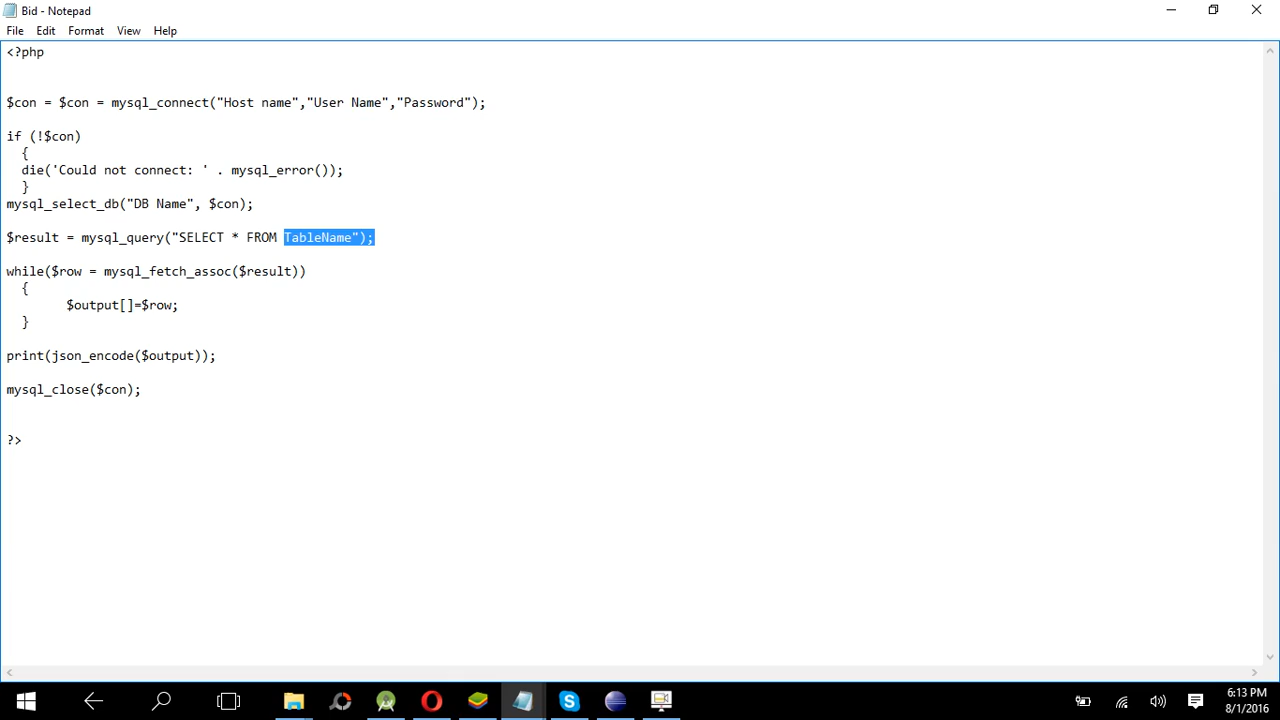 Bid - Notepad
File Edit Format View Help
<?php
$con = $con = mysql_connect("Host name","User Name","Password");
if (!$con)
{
die('Could not connect: ' . mysql_error());
}
mysql_select_db("DB Name", $con);
$result = mysql_query("SELECT * FROM TableName");
while($row = mysql_fetch_assoc($result))
{
$output[]=$row;
}
print(json_encode($output));
mysql_close($con);
?>
6:13 PM
8/1/2016